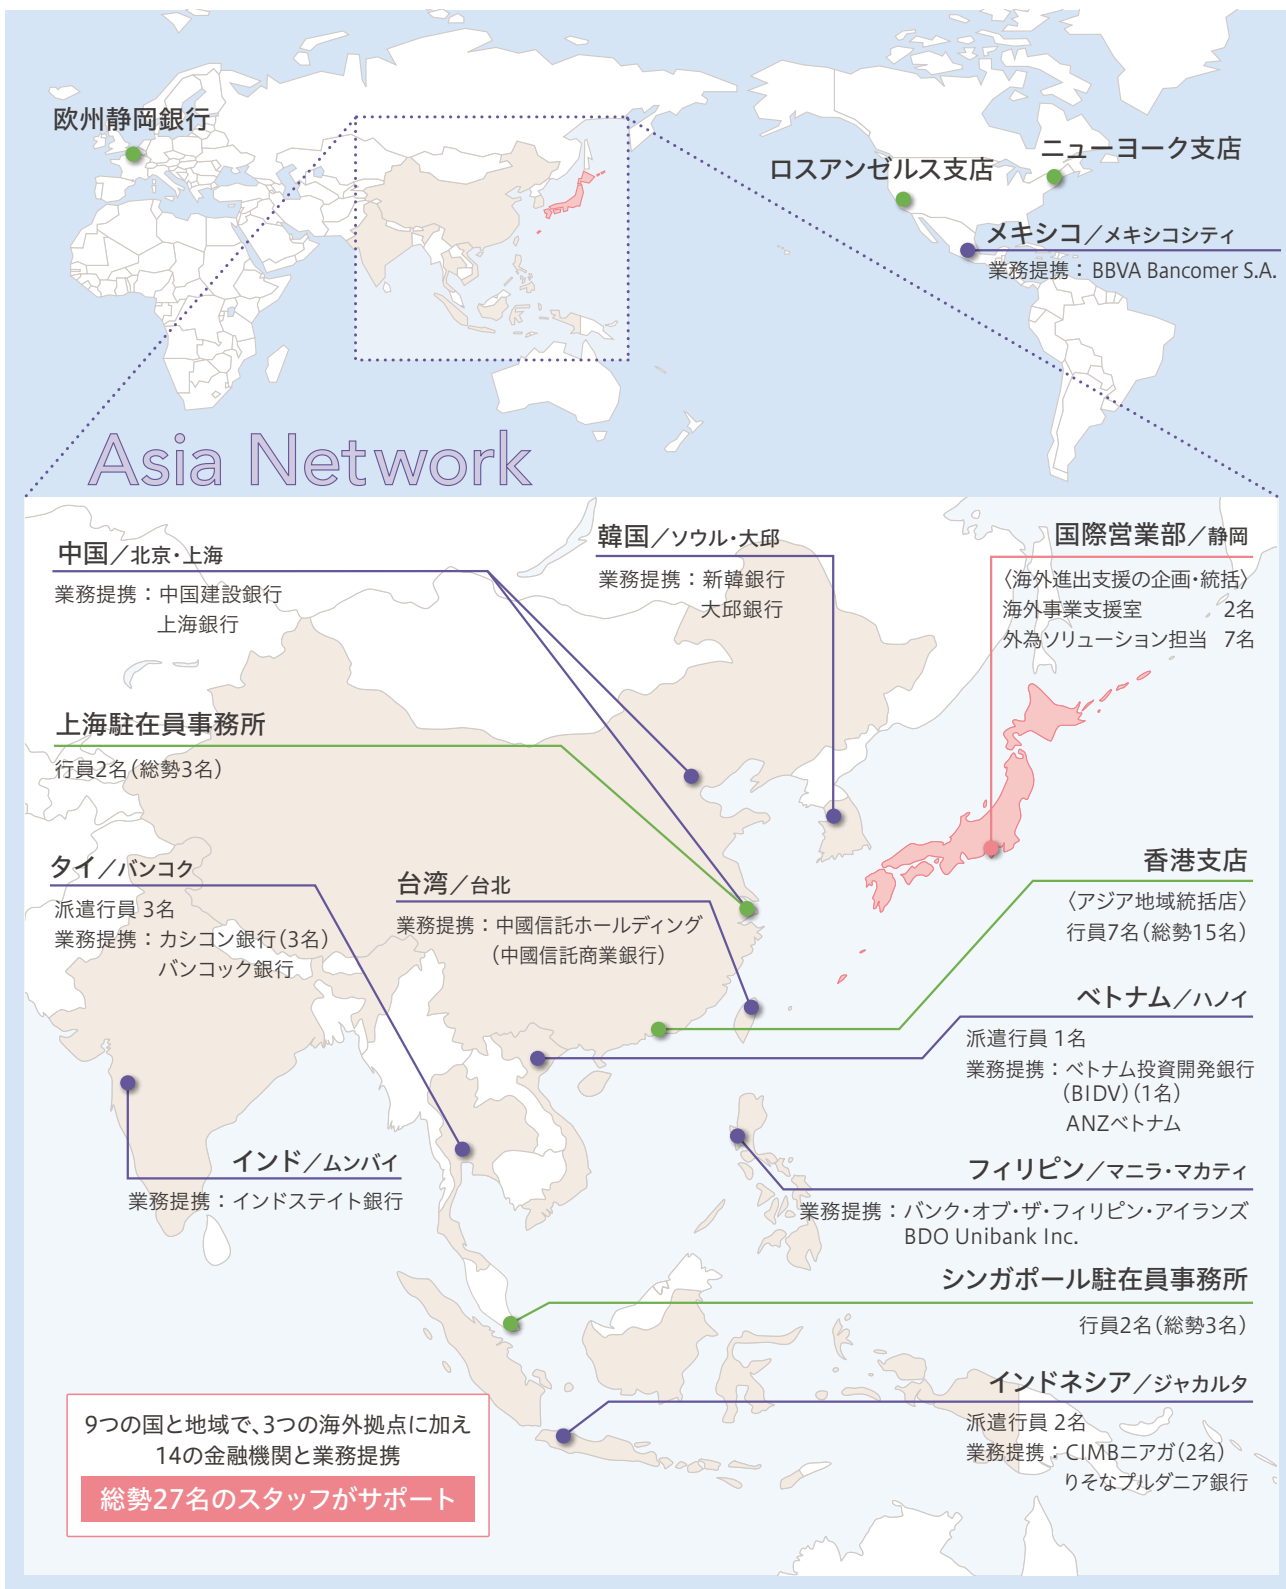 欧州静岡銀行
ニューヨーク支店
ロスアンゼルス支店
メキシコ／メキシコシティ
業務提携：BBVA Bancomer S.A.
Asia Network
中国／北京・上海
業務提携：中国建設銀行
上海銀行
韓国／ソウル・大邱
業務提携：新韓銀行
大邱銀行
国際営業部／静岡
〈海外進出支援の企画・統括〉
海外事業支援室 2名
外為ソリューション担当 7名
上海駐在員事務所
行員2名（総勢3名）
タイ／バンコク
派遣行員 3名
業務提携：カシコン銀行（3名）
バンコック銀行
台湾／台北
業務提携：中國信託ホールディング
（中國信託商業銀行）
香港支店
〈アジア地域統括店〉
行員7名（総勢15名）
ベトナム／ハノイ
派遣行員 1名
業務提携：ベトナム投資開発銀行
（BIDV）（1名）
ANZベトナム
インド／ムンバイ
業務提携：インドステイト銀行
フィリピン／マニラ・マカティ
業務提携：バンク・オブ・ザ・フィリピン・アイランズ
BDO Unibank Inc.
シンガポール駐在員事務所
行員2名（総勢3名）
インドネシア／ジャカルタ
派遣行員 2名
業務提携：CIMBニアガ（2名）
りそなプルダニア銀行
9つの国と地域で、3つの海外拠点に加え
14の金融機関と業務提携
総勢27名のスタッフがサポート